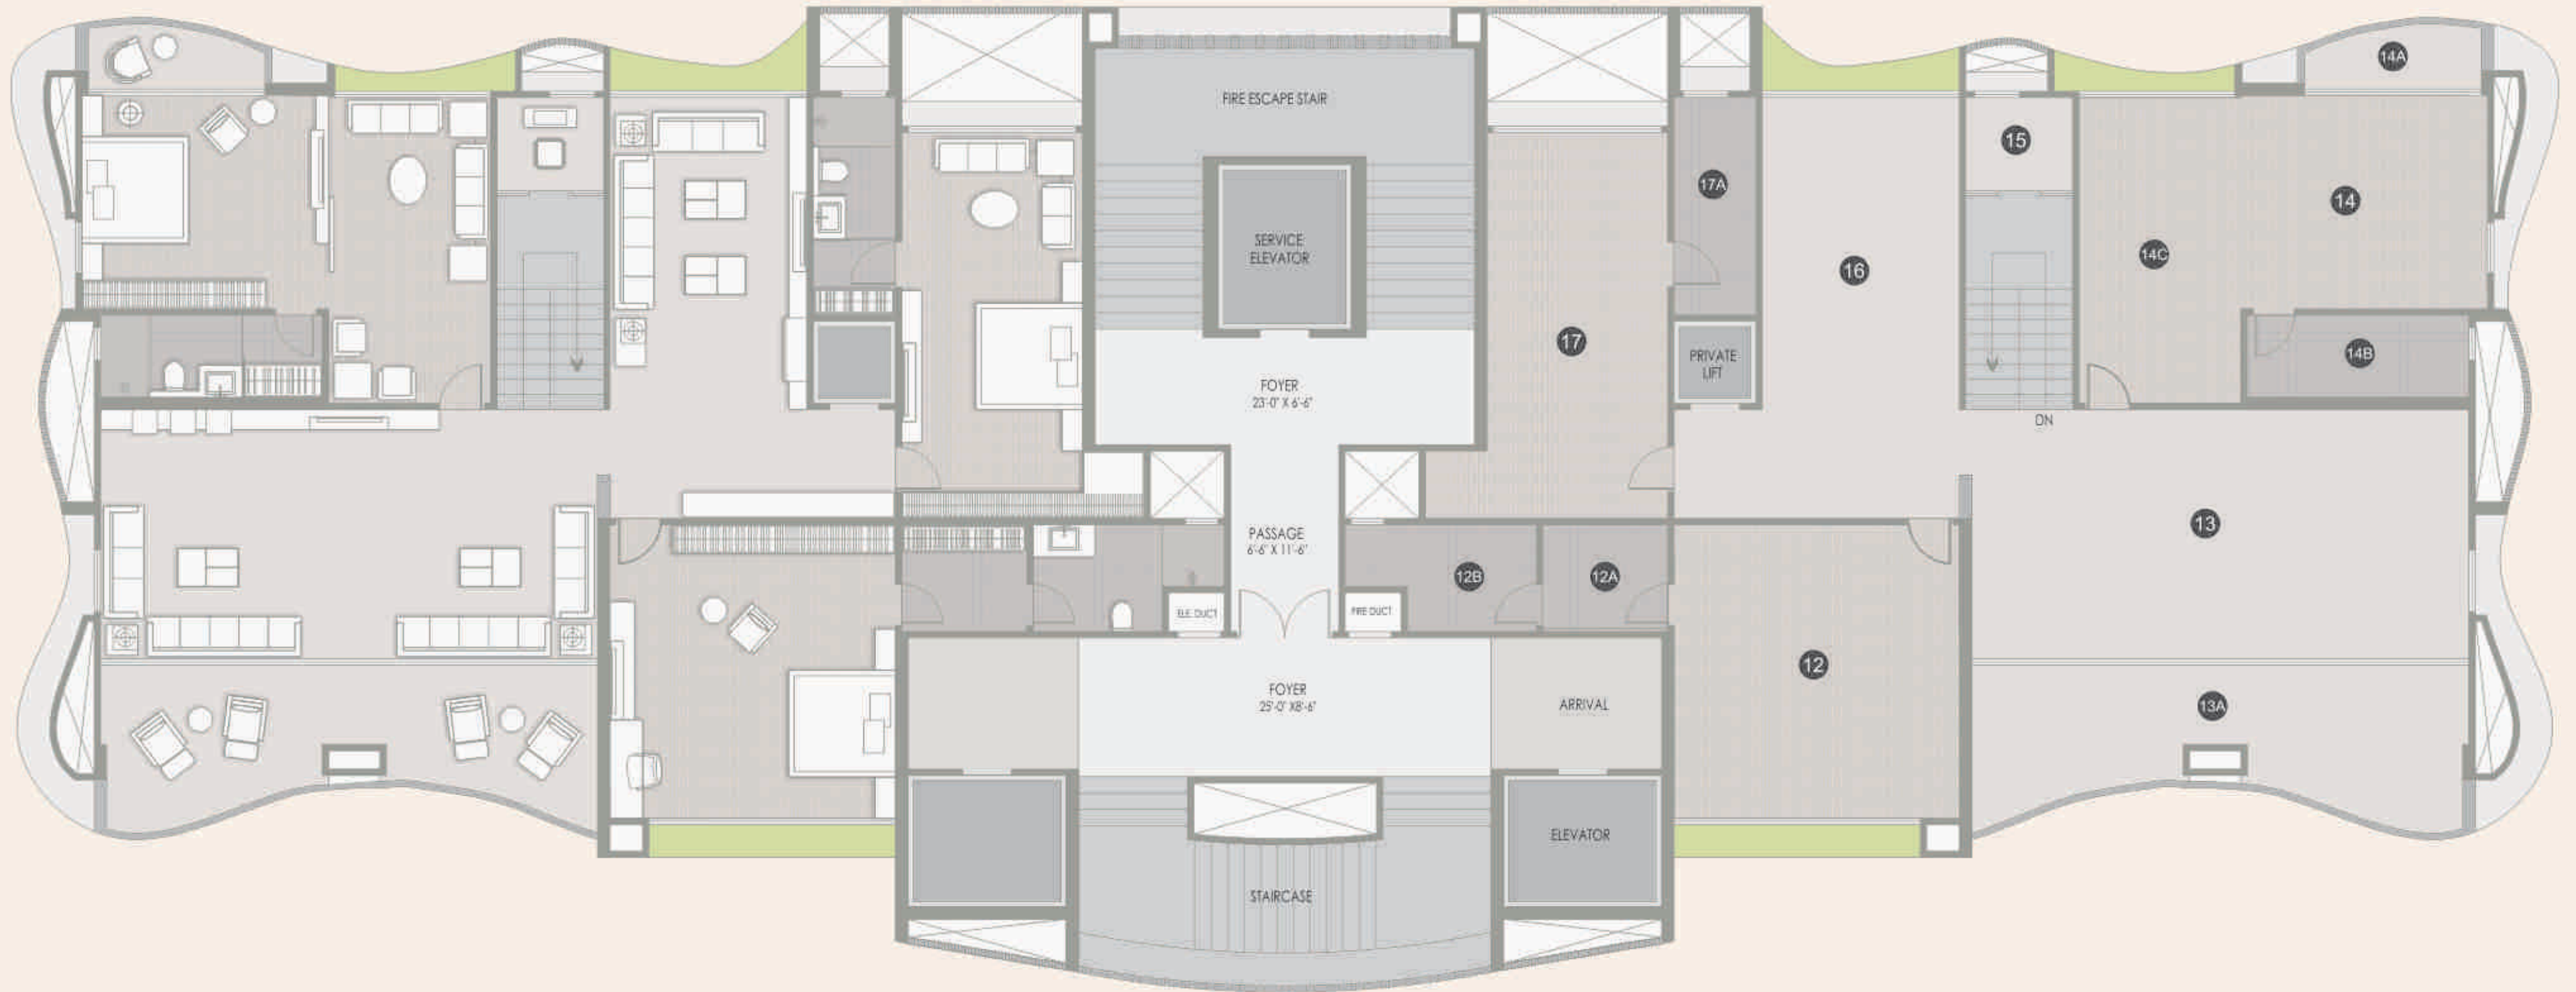 14A
FIRE ESCAPE STAIR
15
17A
14
SERVICE
ELEVATOR
14C
16
17
PRIVATE
LIFT
14B
FOYER
23'-0" X 6'-6"
DN
13
PASSAGE
6'-6" X 11'-6"
12B
12A
ELE. DUCT
FIRE DUCT
12
FOYER
25'-0" X8'-6"
ARRIVAL
13A
ELEVATOR
STAIRCASE